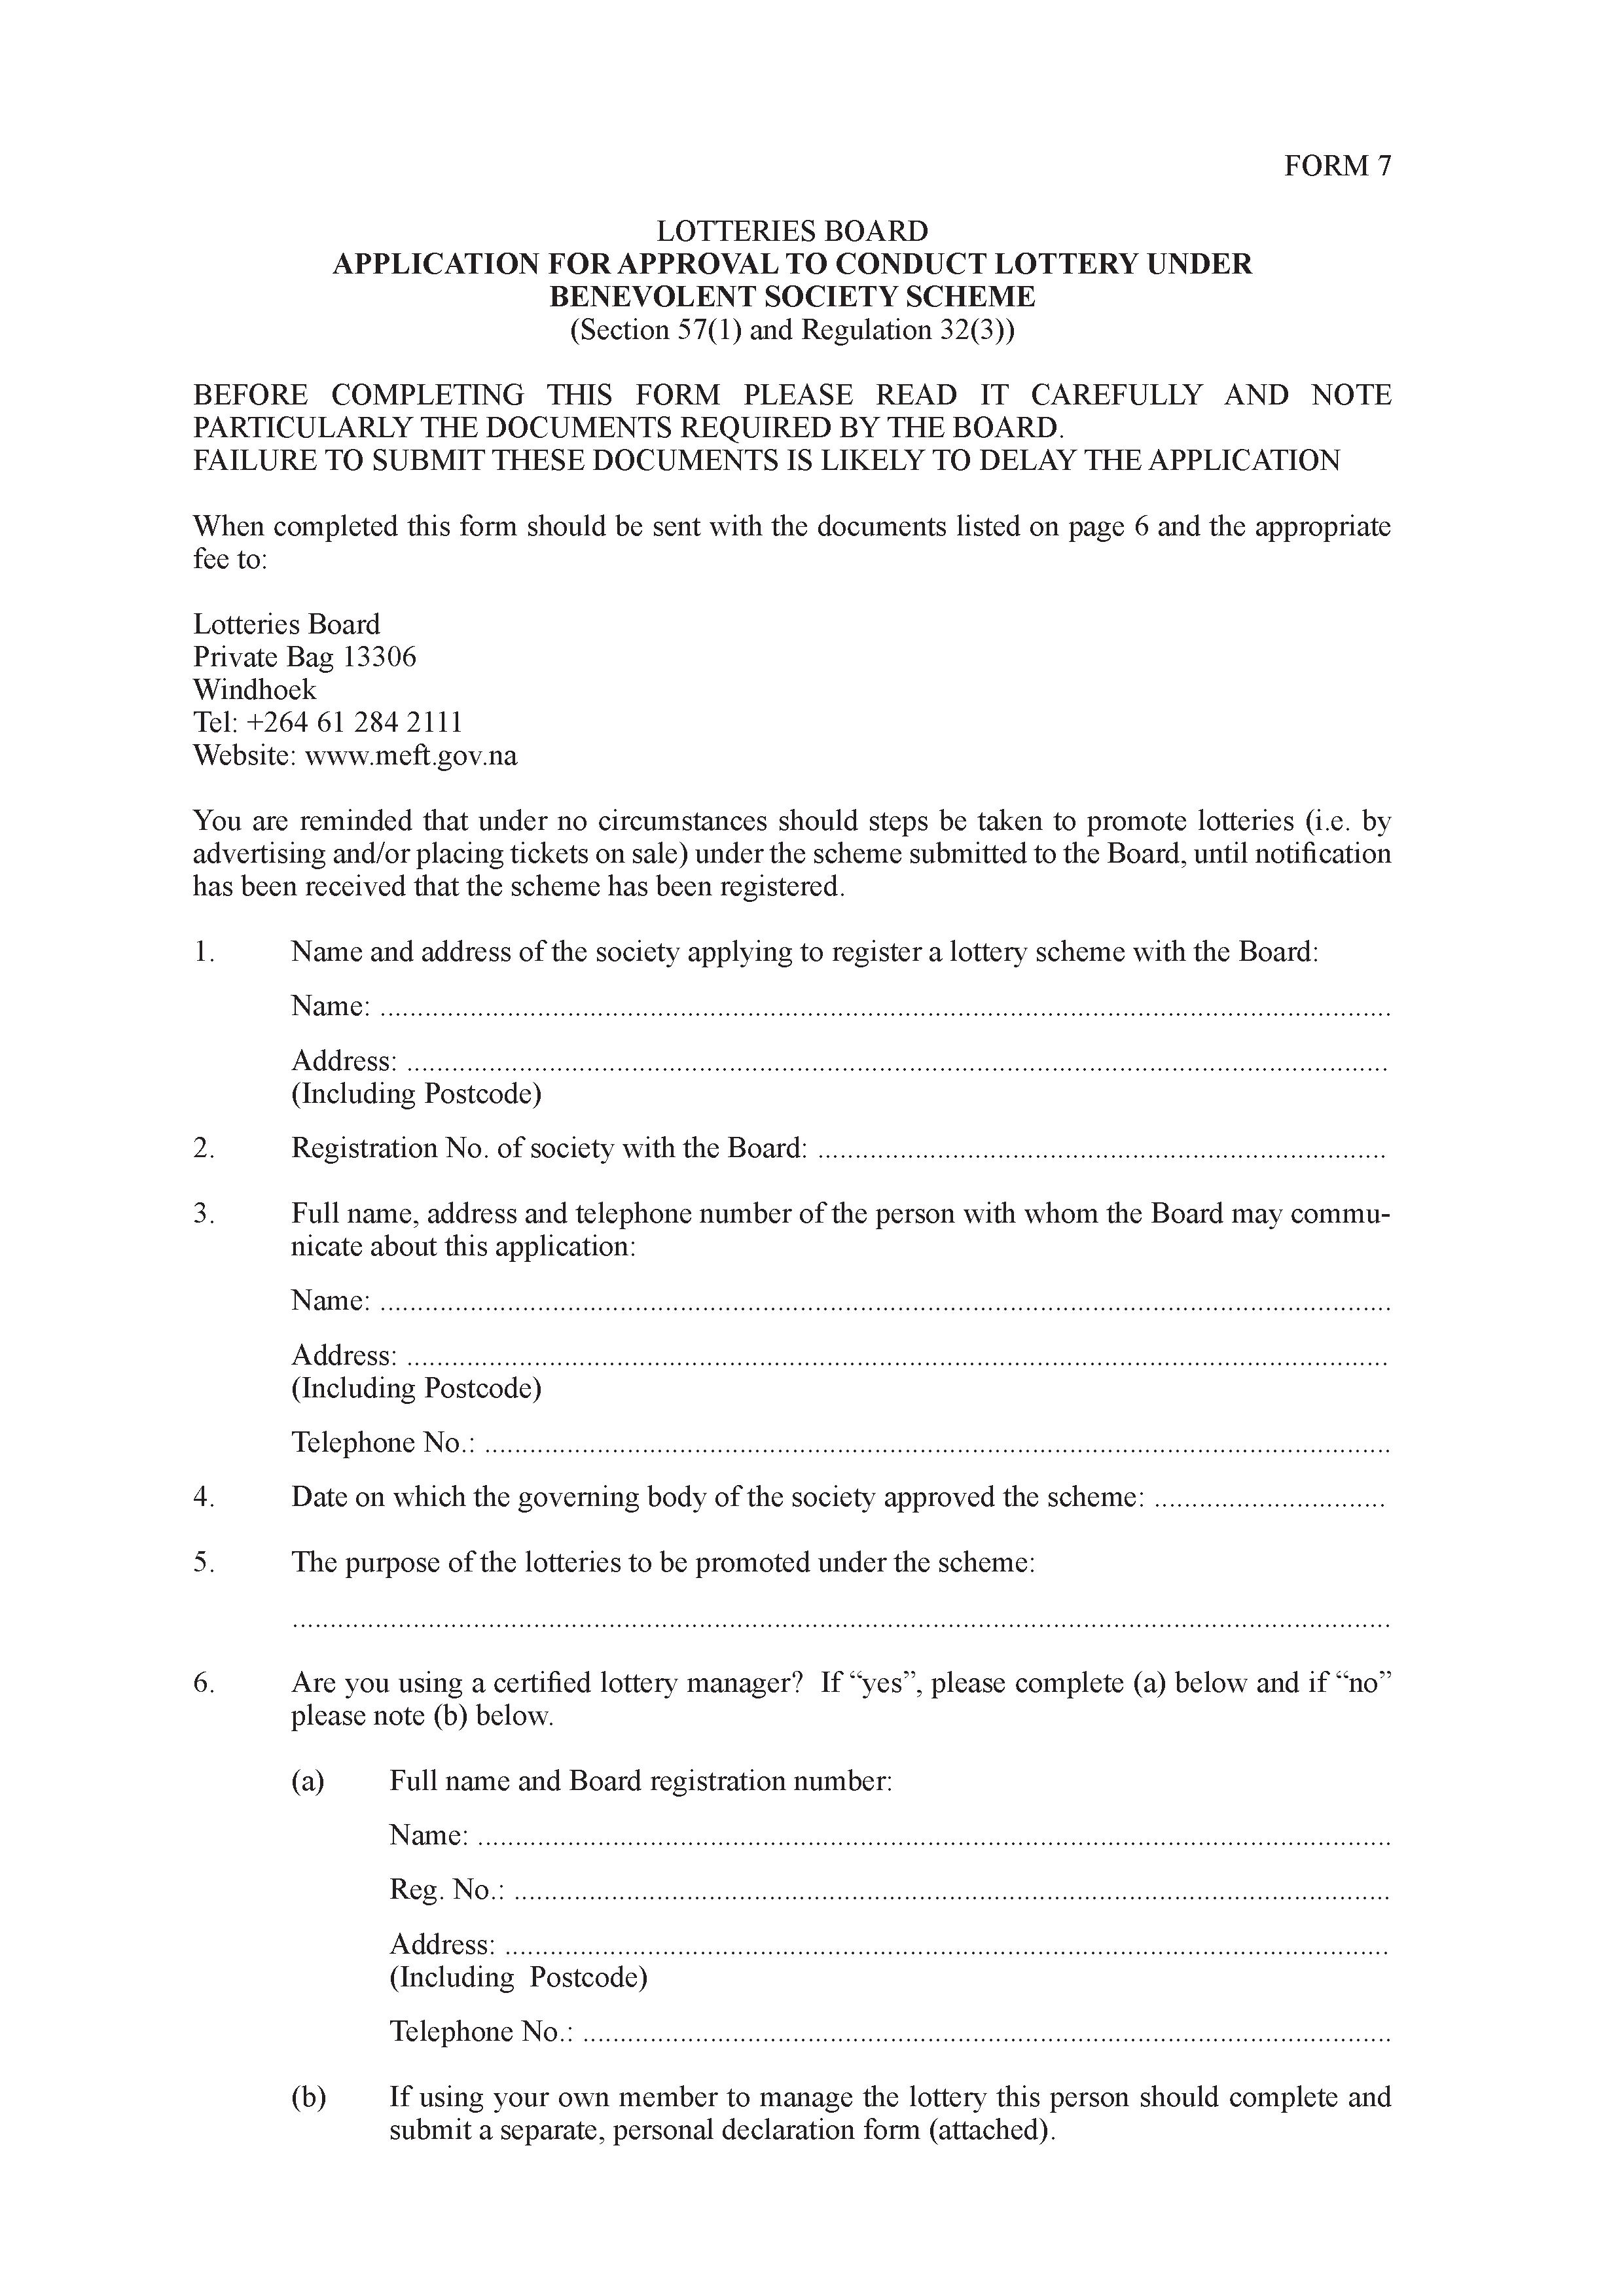 FORM 7
LOTTERIES BOARD
APPLICATION FOR APPROVAL TO CONDUCT LOTTERY UNDER
BENEVOLENT SOCIETY SCHEME
(Section 57(1) and Regulation 32(3))
BEFORE COMPLETING THIS FORM PLEASE READ IT CAREFULLY AND NOTE
PARTICULARLY THE DOCUMENTS REQUIRED BY THE BOARD.
FAILURE TO SUBMIT THESE DOCUMENTS IS LIKELY TO DELAY THE APPLICATION
When completed this form should be sent with the documents listed on page 6 and the appropriate
fee to:
Lotteries Board
Private Bag 13306
Windhoek
Tel: +264 61 284 2111
Website: www.meft.gov.na
You are reminded that under no circumstances should steps be taken to promote lotteries (i.e. by
advertising and/or placing tickets on sale) under the scheme submitted to the Board, until notification
has been received that the scheme has been registered.
1. Name and address of the society applying to register a lottery scheme with the Board:
Name: ........................................................................................................................................
Address: ....................................................................................................................................
(Including Postcode)
2. Registration No. of society with the Board: ............................................................................
3. Full name, address and telephone number of the person with whom the Board may commu-
nicate about this application:
Name: ........................................................................................................................................
Address: ....................................................................................................................................
(Including Postcode)
Telephone No.: ..........................................................................................................................
4. Date on which the governing body of the society approved the scheme: ...............................
5. The purpose of the lotteries to be promoted under the scheme:
....................................................................................................................................................
6. Are you using a certified lottery manager? If “yes”, please complete (a) below and if “no”
please note (b) below.
(a) Full name and Board registration number:
Name: ...........................................................................................................................
Reg. No.: ......................................................................................................................
Address: .......................................................................................................................
(Including Postcode)
Telephone No.: .............................................................................................................
(b) If using your own member to manage the lottery this person should complete and
submit a separate, personal declaration form (attached).